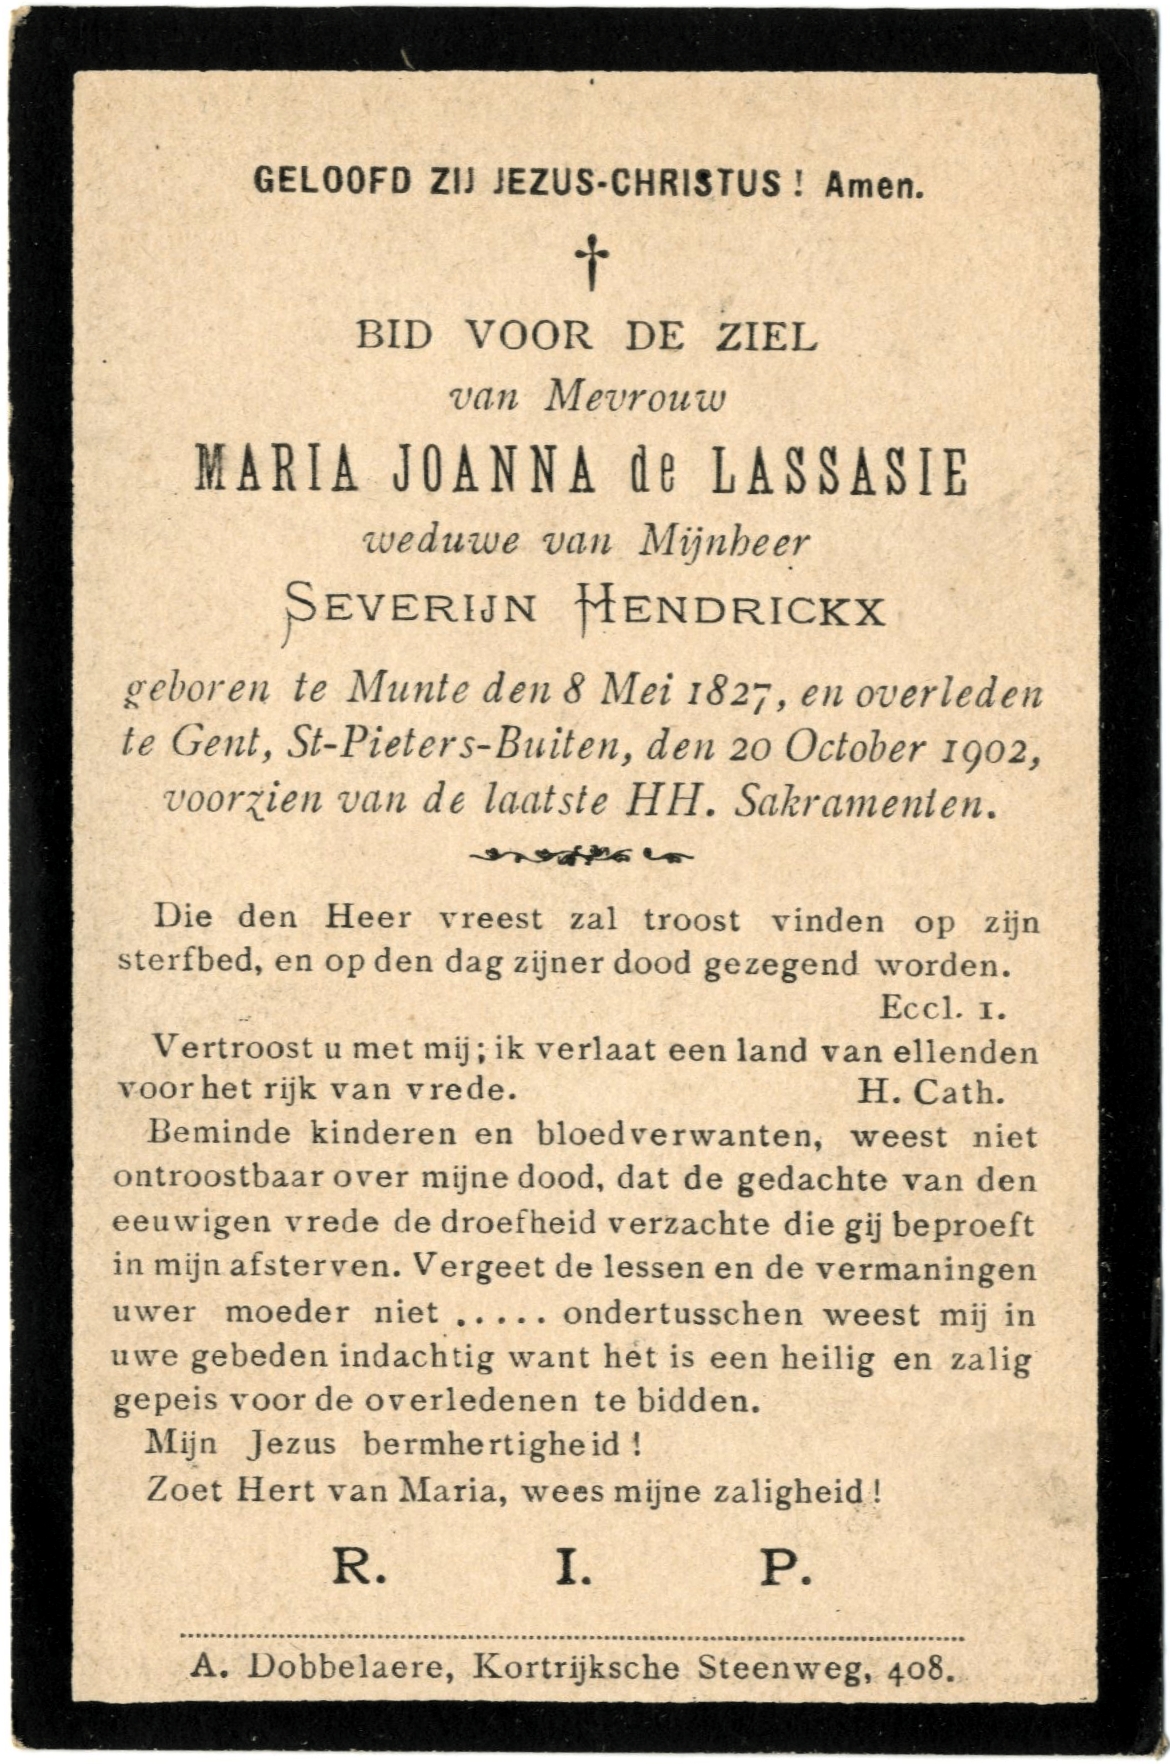 GELOOFD ZIJ JEZUS-CHRISTUS ! Amen.
†
BID VOOR DE ZIEL
van Mevrouw
MARIA JOANNA de LASSASIE
weduwe van Mijnheer
SEVERIJN HENDRICKX
geboren te Munte den 8 Mei 1827, en overleden
te Gent, St-Pieters-Buiten, den 20 October 1902,
voorzien van de laatste HH. Sakramenten.
Die den Heer vreest zal troost vinden op zijn
sterfbed, en op den dag zijner dood gezegend worden.
Eccl. 1.
Vertroost u met mij; ik verlaat een land van ellenden
voor het rijk van vrede. H. Cath.
Beminde kinderen en bloedverwanten, weest niet
ontroostbaar over mijne dood, dat de gedachte van den
eeuwigen vrede de droefheid verzachte die gij beproeft
in mijn afsterven. Vergeet de lessen en de vermaningen
uwer moeder niet ..... ondertusschen weest mij in
uwe gebeden indachtig want het is een heilig en zalig
gepeis voor de overledenen te bidden.
Mijn Jezus bermhertigheid !
Zoet Hert van Maria, wees mijne zaligheid !
R. I. P.
A. Dobbelaere, Kortrijksche Steenweg, 408.